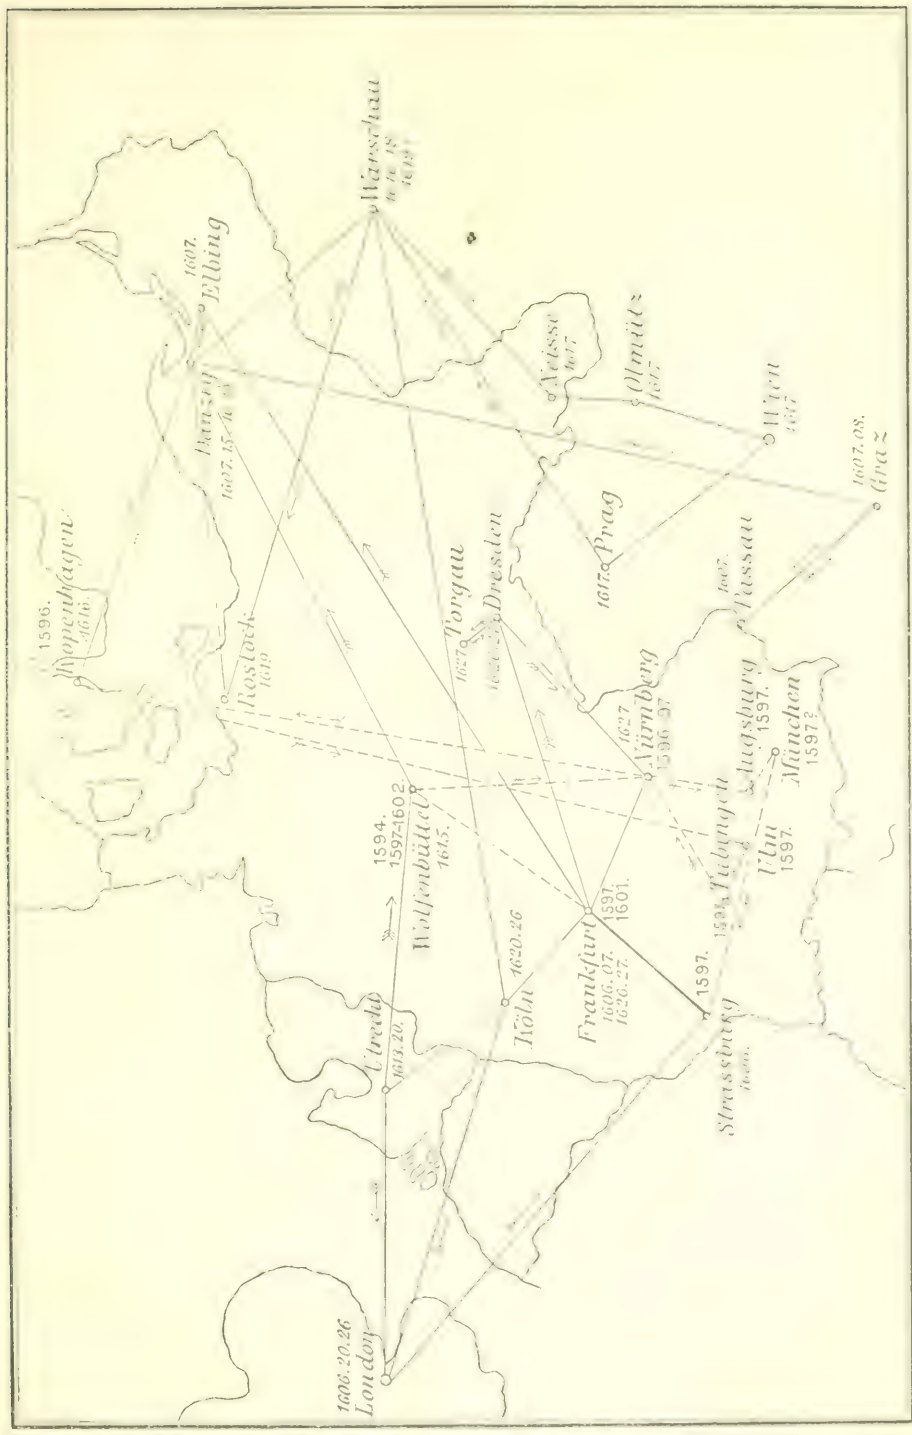 1606.20.26
London
Utrecht
1613.20.
1594.
1597-1602.
Wolfenbüttel
1615.
1596.
Kopenhagen
1616.
Rostock
1619
Danzig
1607.
Elbing
Warschau
Torgau
1627
Dresden
Köln
1620.26
Frankfurt
1606.07.
1626.27.
1597.
1601.
1597.
Strassburg
Nürnberg
1627
1596-97
Tübingen
Ulm
1597.
Augsburg
1597.
München
1597?
Passau
1607.
1617
Prag
Neisse
1617
Olmütz
1617
Wien
1617
1607.08.
Graz